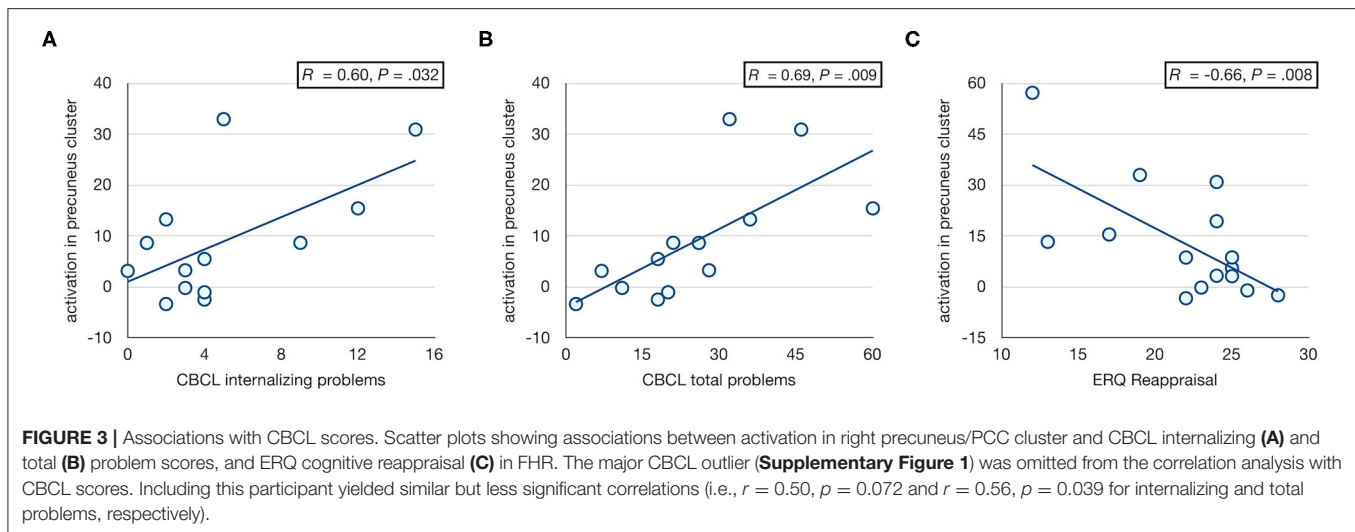 A
B
C
R = 0.60, P = .032
R = 0.69, P = .009
R = -0.66, P = .008
activation in precuneus cluster
40
30
20
10
0
-10
0
4
8
12
16
CBCL internalizing problems
activation in precuneus cluster
40
30
20
10
0
-10
0
15
30
45
60
CBCL total problems
activation in precuneus cluster
60
45
30
15
0
-15
10
15
20
25
30
ERQ Reappraisal
FIGURE 3 | Associations with CBCL scores. Scatter plots showing associations between activation in right precuneus/PCC cluster and CBCL internalizing (A) and
total (B) problem scores, and ERQ cognitive reappraisal (C) in FHR. The major CBCL outlier (Supplementary Figure 1) was omitted from the correlation analysis with
CBCL scores. Including this participant yielded similar but less significant correlations (i.e., r = 0.50, p = 0.072 and r = 0.56, p = 0.039 for internalizing and total
problems, respectively).